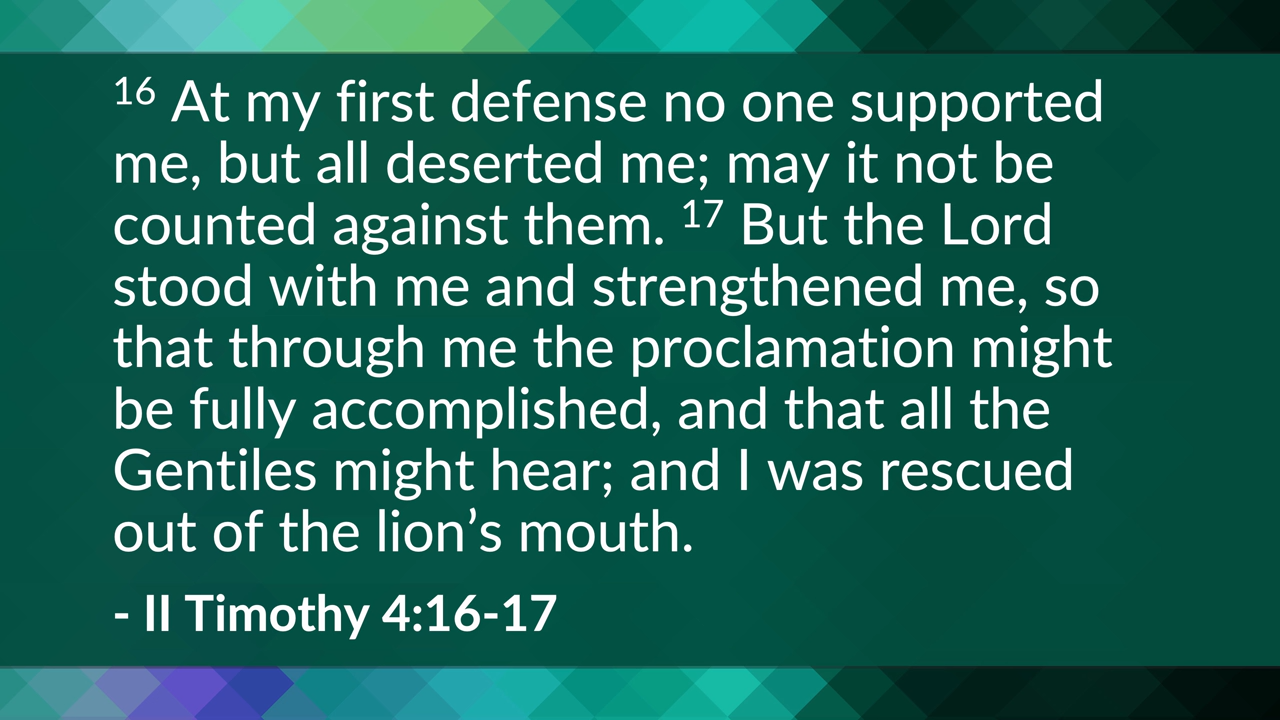 16 At my first defense no one supported
me, but all deserted me; may it not be
counted against them. 17 But the Lord
stood with me and strengthened me, so
that through me the proclamation might
be fully accomplished, and that all the
Gentiles might hear; and I was rescued
out of the lion’s mouth.
- II Timothy 4:16-17